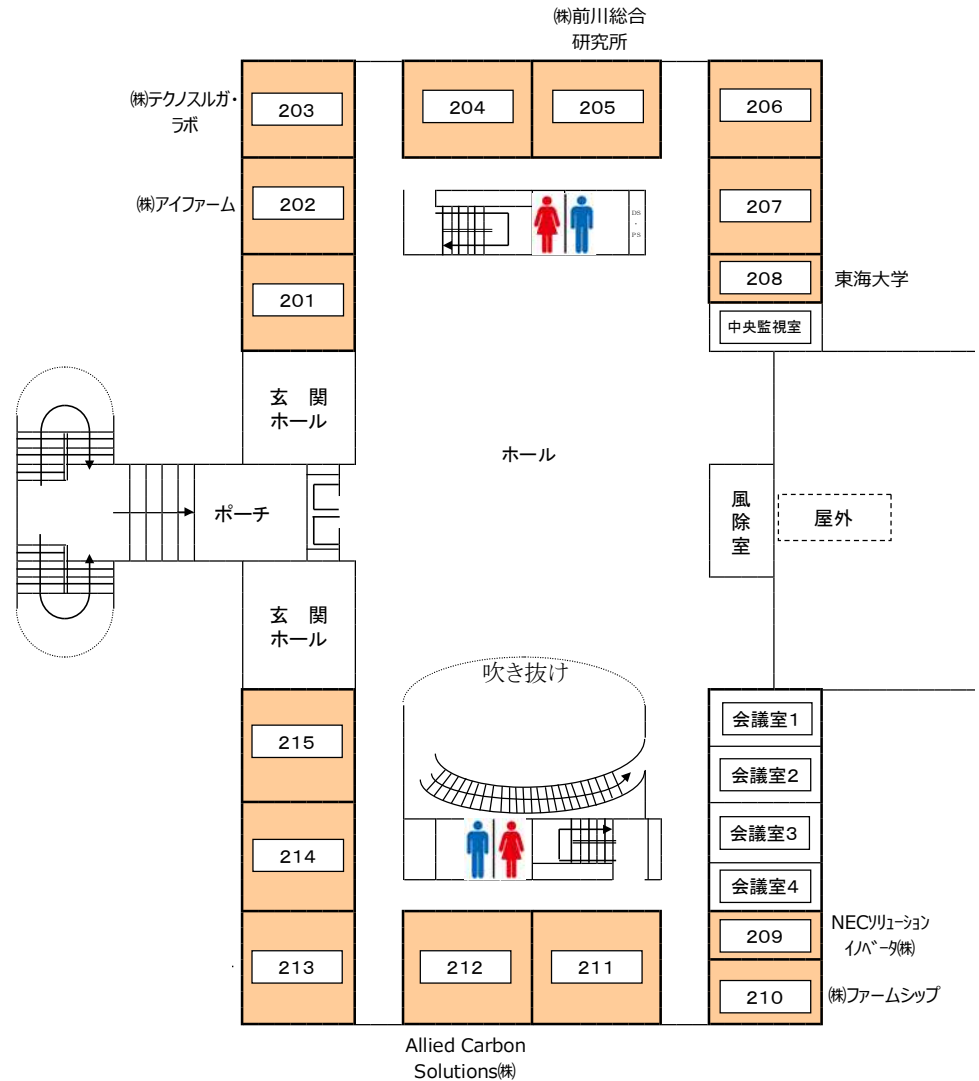 ㈱前川総合
研究所
㈱テクノスルガ・
ラボ
203
204
205
206
㈱アイファーム
202
DS
・
PS
207
201
208
東海大学
中央監視室
玄 関
ホール
ホール
ポーチ
風
除
室
屋外
玄 関
ホール
吹き抜け
215
会議室1
会議室2
214
会議室3
会議室4
209
NECソリューション
イノベータ㈱
213
212
211
210
㈱ファームシップ
Allied Carbon
Solutions㈱